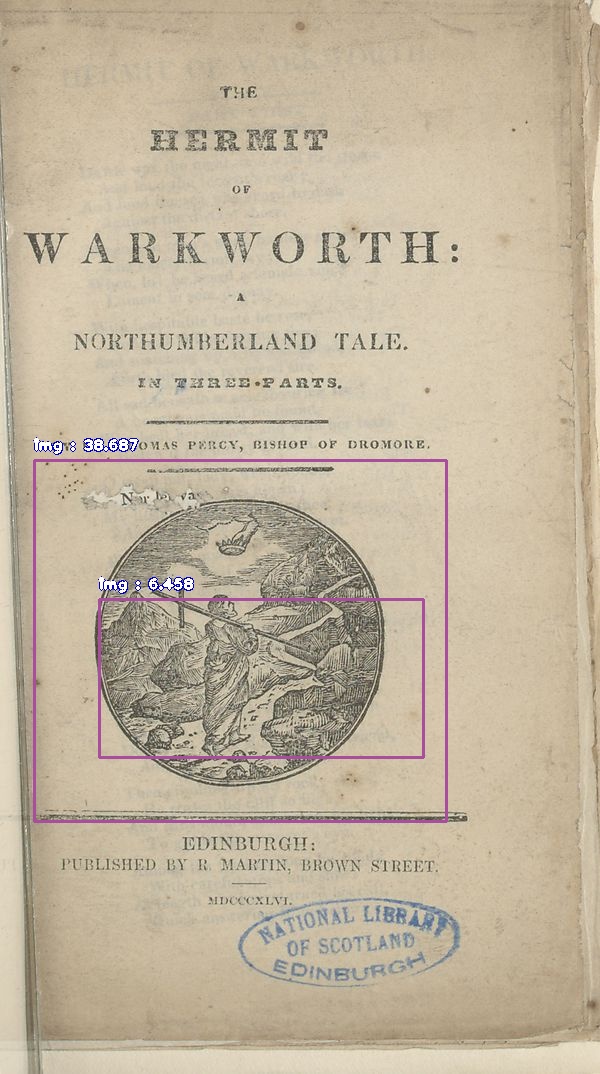 THE
HERMIT
OF
WARKWORTH:
A
NORTHUMBERLAND TALE.
IN THREE PARTS.
img : 38.687
OMAS PERCY, BISHOP OF DROMORE.
img : 6.458
EDINBURGH:
PUBLISHED BY R. MARTIN, BROWN STREET.
MDCCCXLVI.
NATIONAL LIBRARY
OF SCOTLAND
EDINBURGH